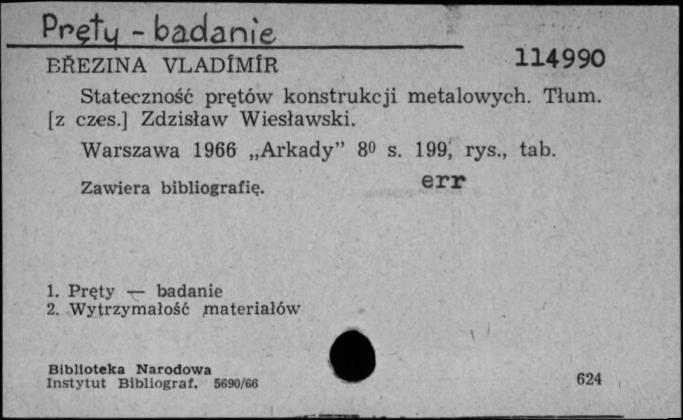 Pręty - badanie
BŘEZINA VLADÍMÍR 114990
Stateczność prętów konstrukcji metalowych. Tłum.
[z czes.] Zdzisław Wiesławski.
Warszawa 1966 „Arkady” 8⁰ s. 199, rys., tab.
Zawiera bibliografię. err
1. Pręty — badanie
2. Wytrzymałość materiałów
Biblioteka Narodowa
Instytut Bibliograf. 5690/66 624